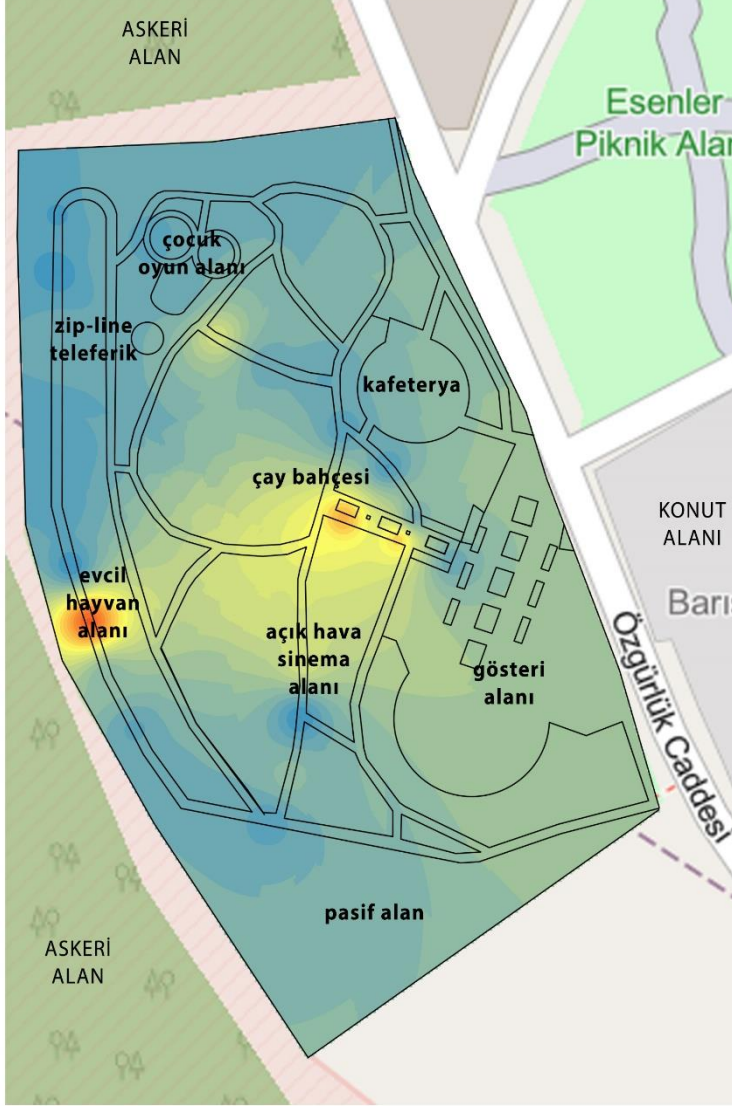 ASKERİ
ALAN
Esenler
Piknik Alan
çocuk
oyun alanı
zip-line
teleferik
kafeterya
çay bahçesi
KONUT
ALANI
Barış
evcil
hayvan
alanı
açık hava
sinema
alanı
gösteri
alanı
Özgürlük Caddesi
pasif alan
ASKERİ
ALAN